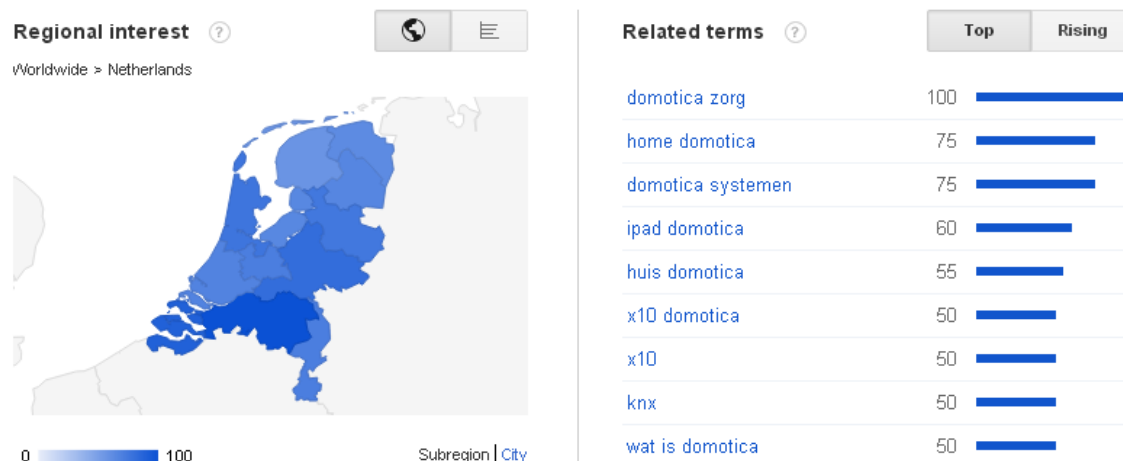 Regional interest ?
Worldwide > Netherlands
0 100
Subregion | City
Related terms ?
Top Rising
domotica zorg 100
home domotica 75
domotica systemen 75
ipad domotica 60
huis domotica 55
x10 domotica 50
x10 50
knx 50
wat is domotica 50